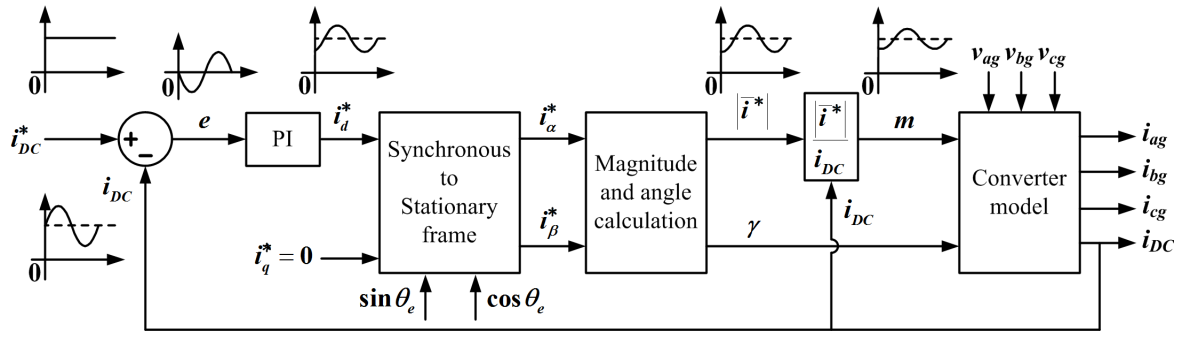 0
0
0
0
0
v_ag v_bg v_cg
i*_DC
+
−
e
PI
i*_d
Synchronous
to
Stationary
frame
i*_α
Magnitude
and angle
calculation
|i̅*|
|i̅*|
i_DC
m
Converter
model
i_ag
i_bg
i_cg
i_DC
i_DC
0
i*_q = 0
i*_β
γ
i_DC
sin θ_e
cos θ_e